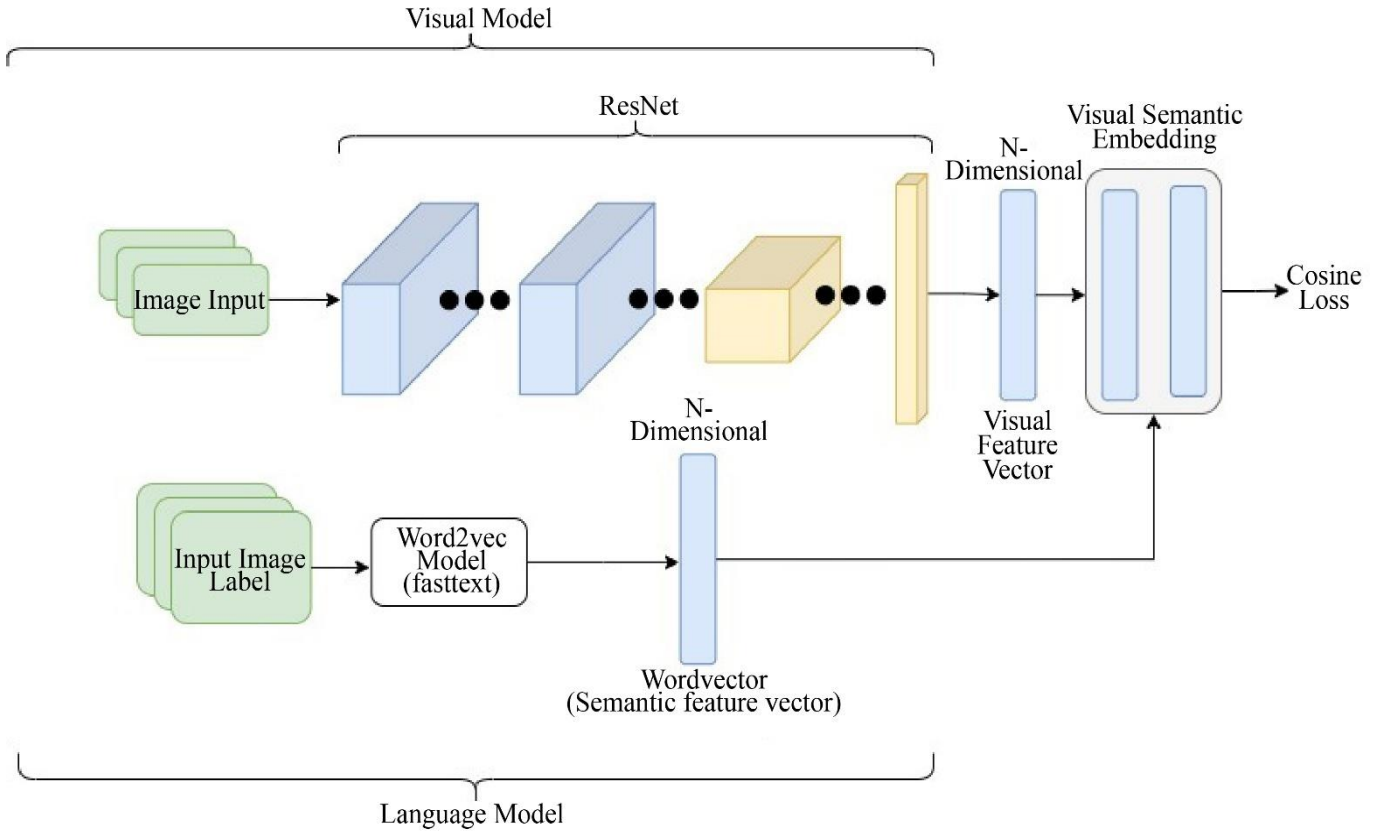 Visual Model
ResNet
Visual Semantic
Embedding
N-
Dimensional
Image Input
Cosine
Loss
Visual
Feature
Vector
N-
Dimensional
Input Image
Label
Word2vec
Model
(fasttext)
Wordvector
(Semantic feature vector)
Language Model